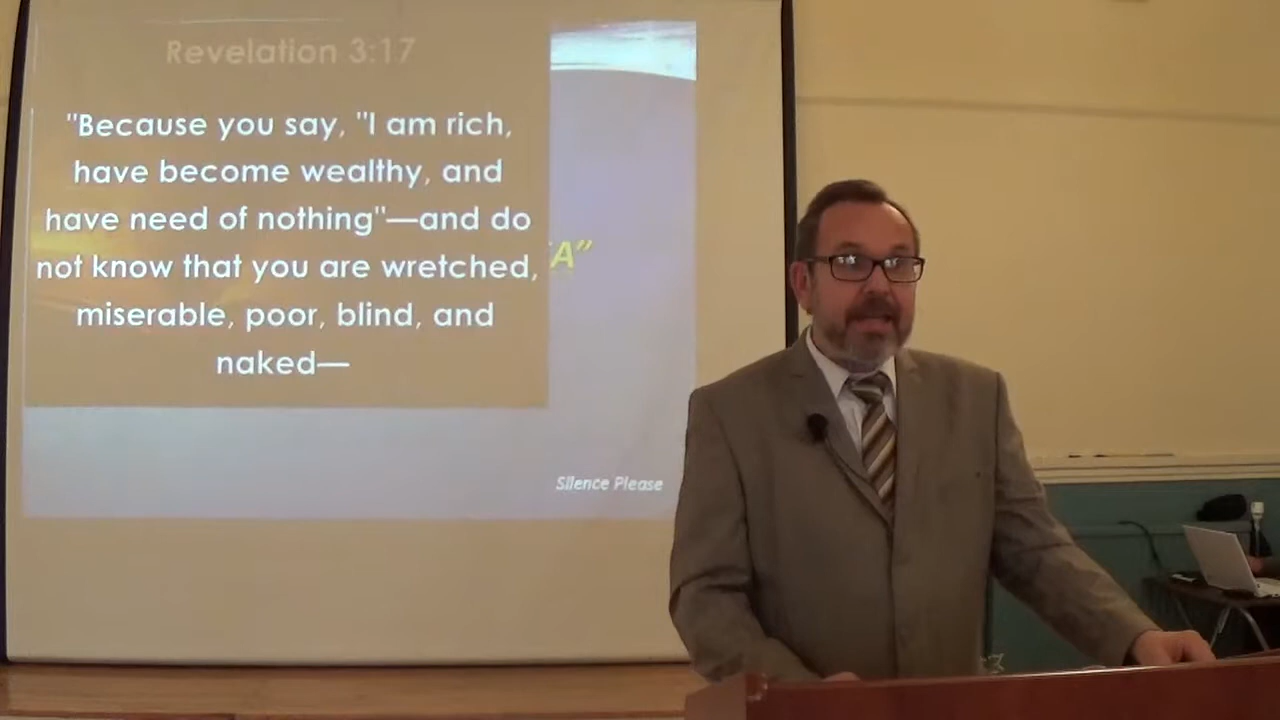 Revelation 3:17
"Because you say, "I am rich,
have become wealthy, and
have need of nothing"—and do
not know that you are wretched,
miserable, poor, blind, and
naked—
A"
Silence Please